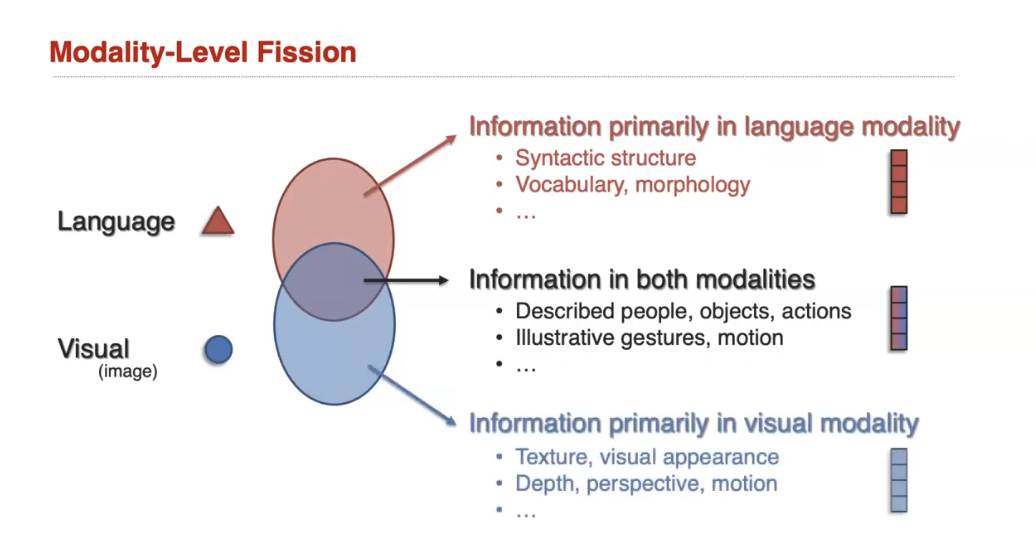 Modality-Level Fission
Information primarily in language modality
• Syntactic structure
• Vocabulary, morphology
• ...
Language
Information in both modalities
• Described people, objects, actions
• Illustrative gestures, motion
• ...
Visual
(image)
Information primarily in visual modality
• Texture, visual appearance
• Depth, perspective, motion
• ...